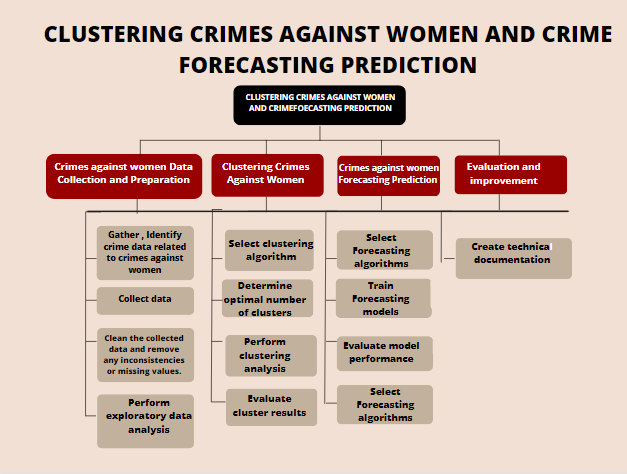 CLUSTERING CRIMES AGAINST WOMEN AND CRIME
FORECASTING PREDICTION
CLUSTERING CRIMES AGAINST WOMEN
AND CRIMEFOECASTING PREDICTION
Crimes against women Data
Collection and Preparation
Clustering Crimes
Against Women
Crimes against women
Forecasting Prediction
Evaluation and
improvement
Gather , Identify
crime data related
to crimes against
women
Collect data
Clean the collected
data and remove
any inconsistencies
or missing values.
Perform
exploratory data
analysis
Select clustering
algorithm
Determine
optimal number
of clusters
Perform
clustering
analysis
Evaluate
cluster results
Select
Forecasting
algorithms
Train
Forecasting
models
Evaluate model
performance
Select
Forecasting
algorithms
Create technical
documentation